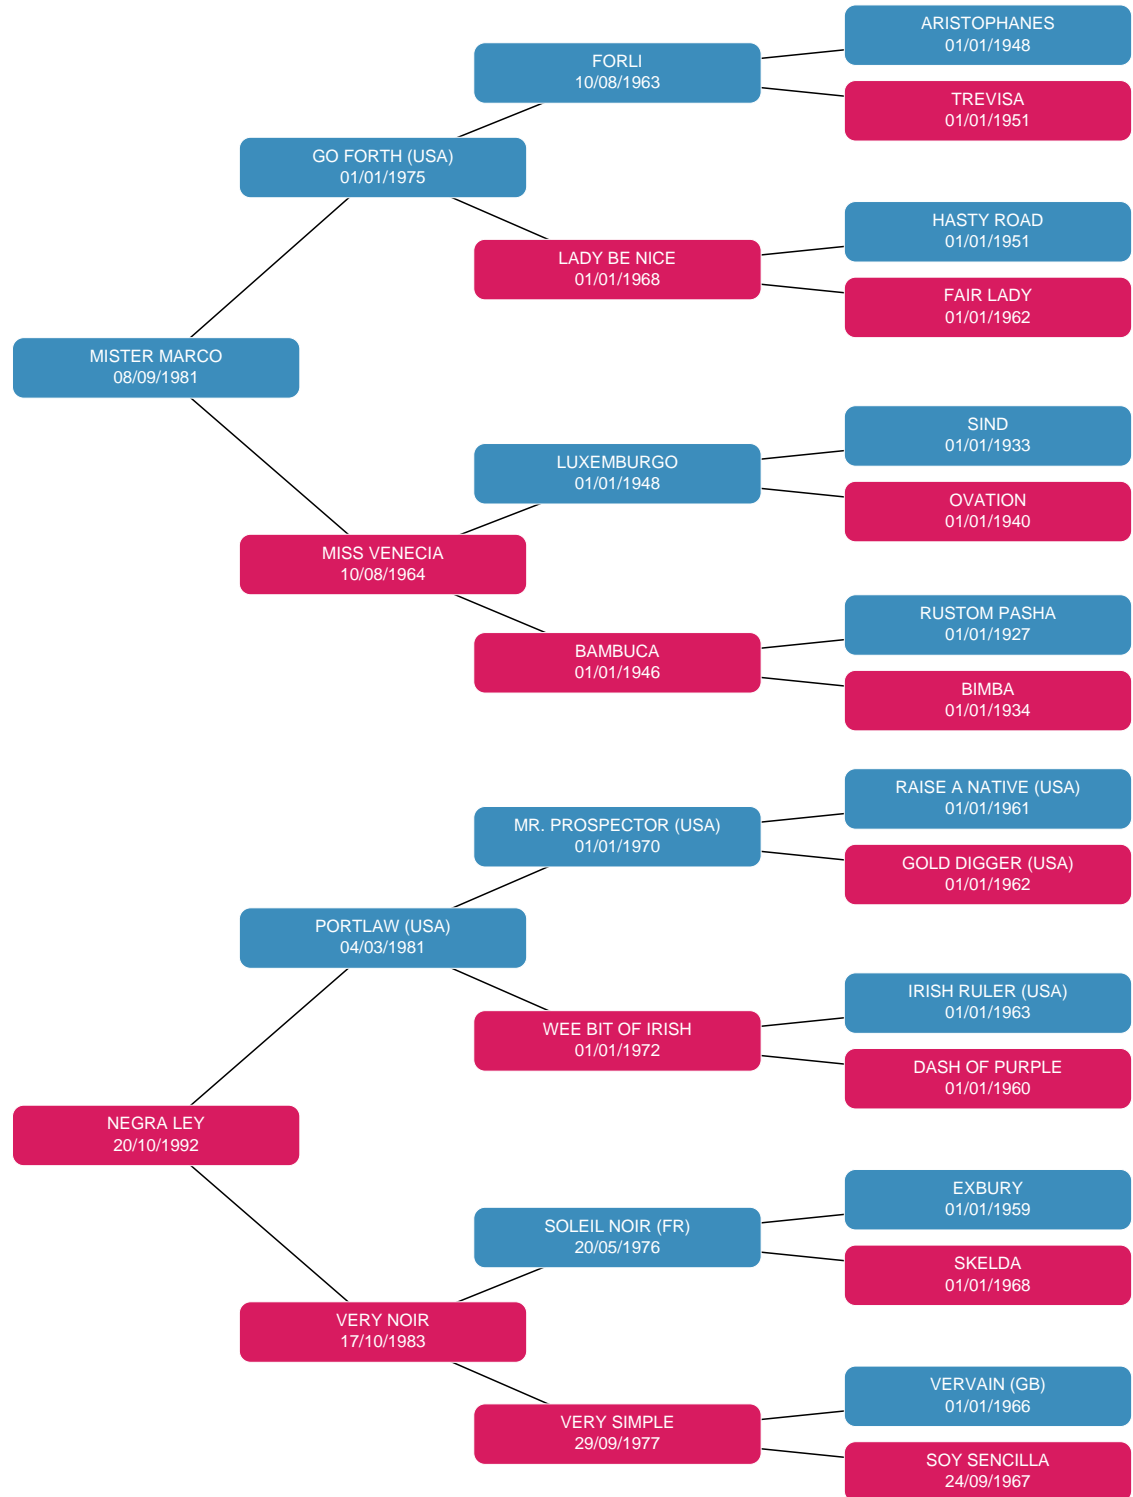 ARISTOPHANES
01/01/1948
FORLI
10/08/1963
TREVISA
01/01/1951
GO FORTH (USA)
01/01/1975
HASTY ROAD
01/01/1951
LADY BE NICE
01/01/1968
FAIR LADY
01/01/1962
MISTER MARCO
08/09/1981
SIND
01/01/1933
LUXEMBURGO
01/01/1948
OVATION
01/01/1940
MISS VENECIA
10/08/1964
RUSTOM PASHA
01/01/1927
BAMBUCA
01/01/1946
BIMBA
01/01/1934
RAISE A NATIVE (USA)
01/01/1961
MR. PROSPECTOR (USA)
01/01/1970
GOLD DIGGER (USA)
01/01/1962
PORTLAW (USA)
04/03/1981
IRISH RULER (USA)
01/01/1963
WEE BIT OF IRISH
01/01/1972
DASH OF PURPLE
01/01/1960
NEGRA LEY
20/10/1992
EXBURY
01/01/1959
SOLEIL NOIR (FR)
20/05/1976
SKELDA
01/01/1968
VERY NOIR
17/10/1983
VERVAIN (GB)
01/01/1966
VERY SIMPLE
29/09/1977
SOY SENCILLA
24/09/1967